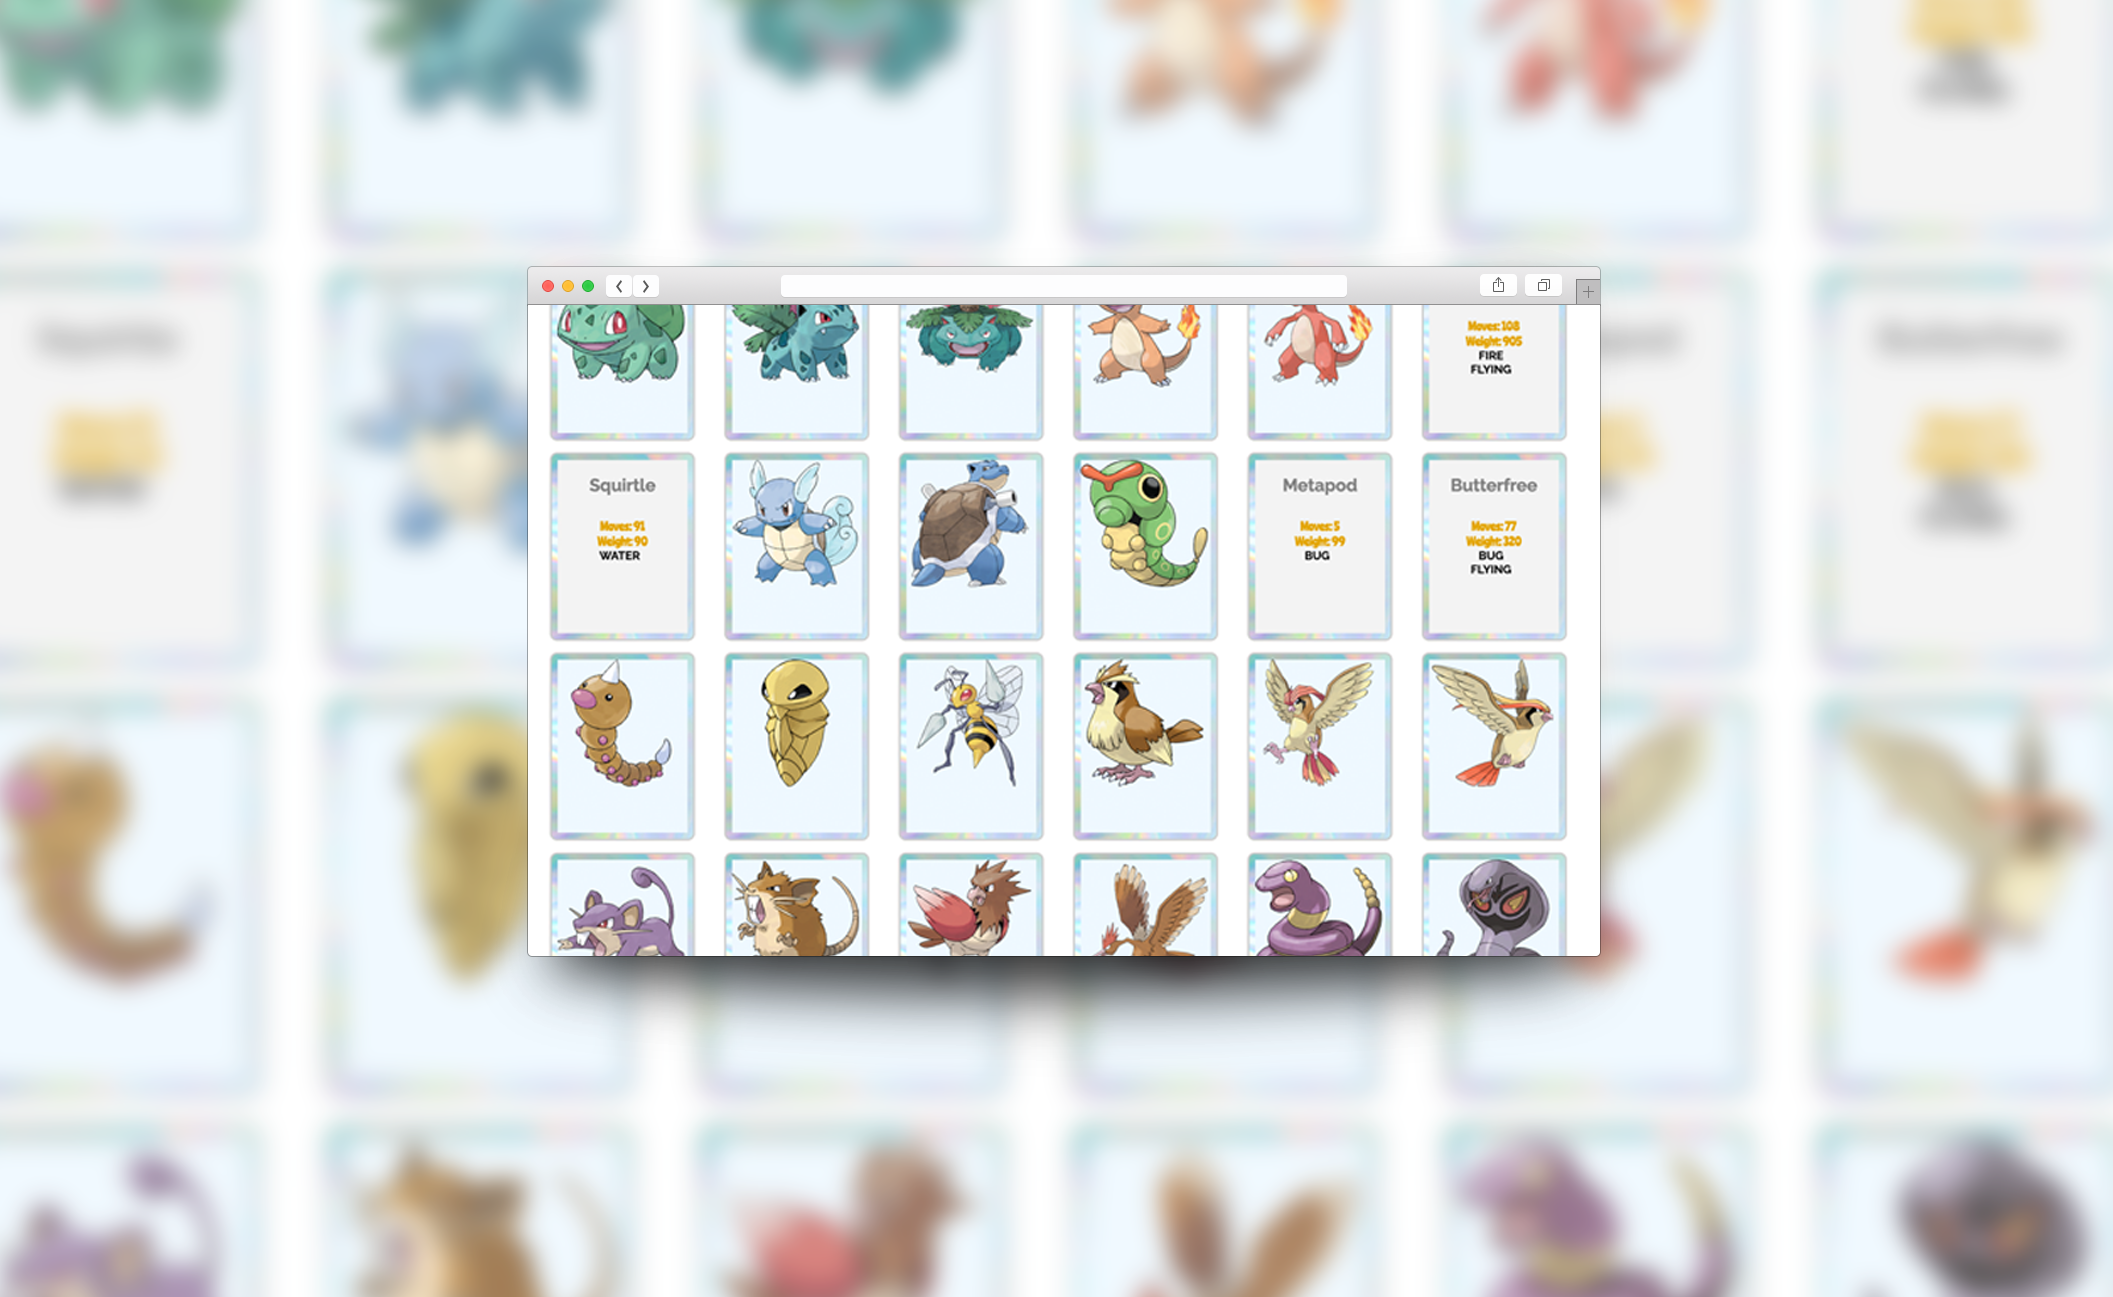 Moves: 108
Weight: 905
FIRE
FLYING
Squirtle
Moves: 91
Weight: 90
WATER
Metapod
Moves: 5
Weight: 99
BUG
Butterfree
Moves: 77
Weight: 320
BUG
FLYING